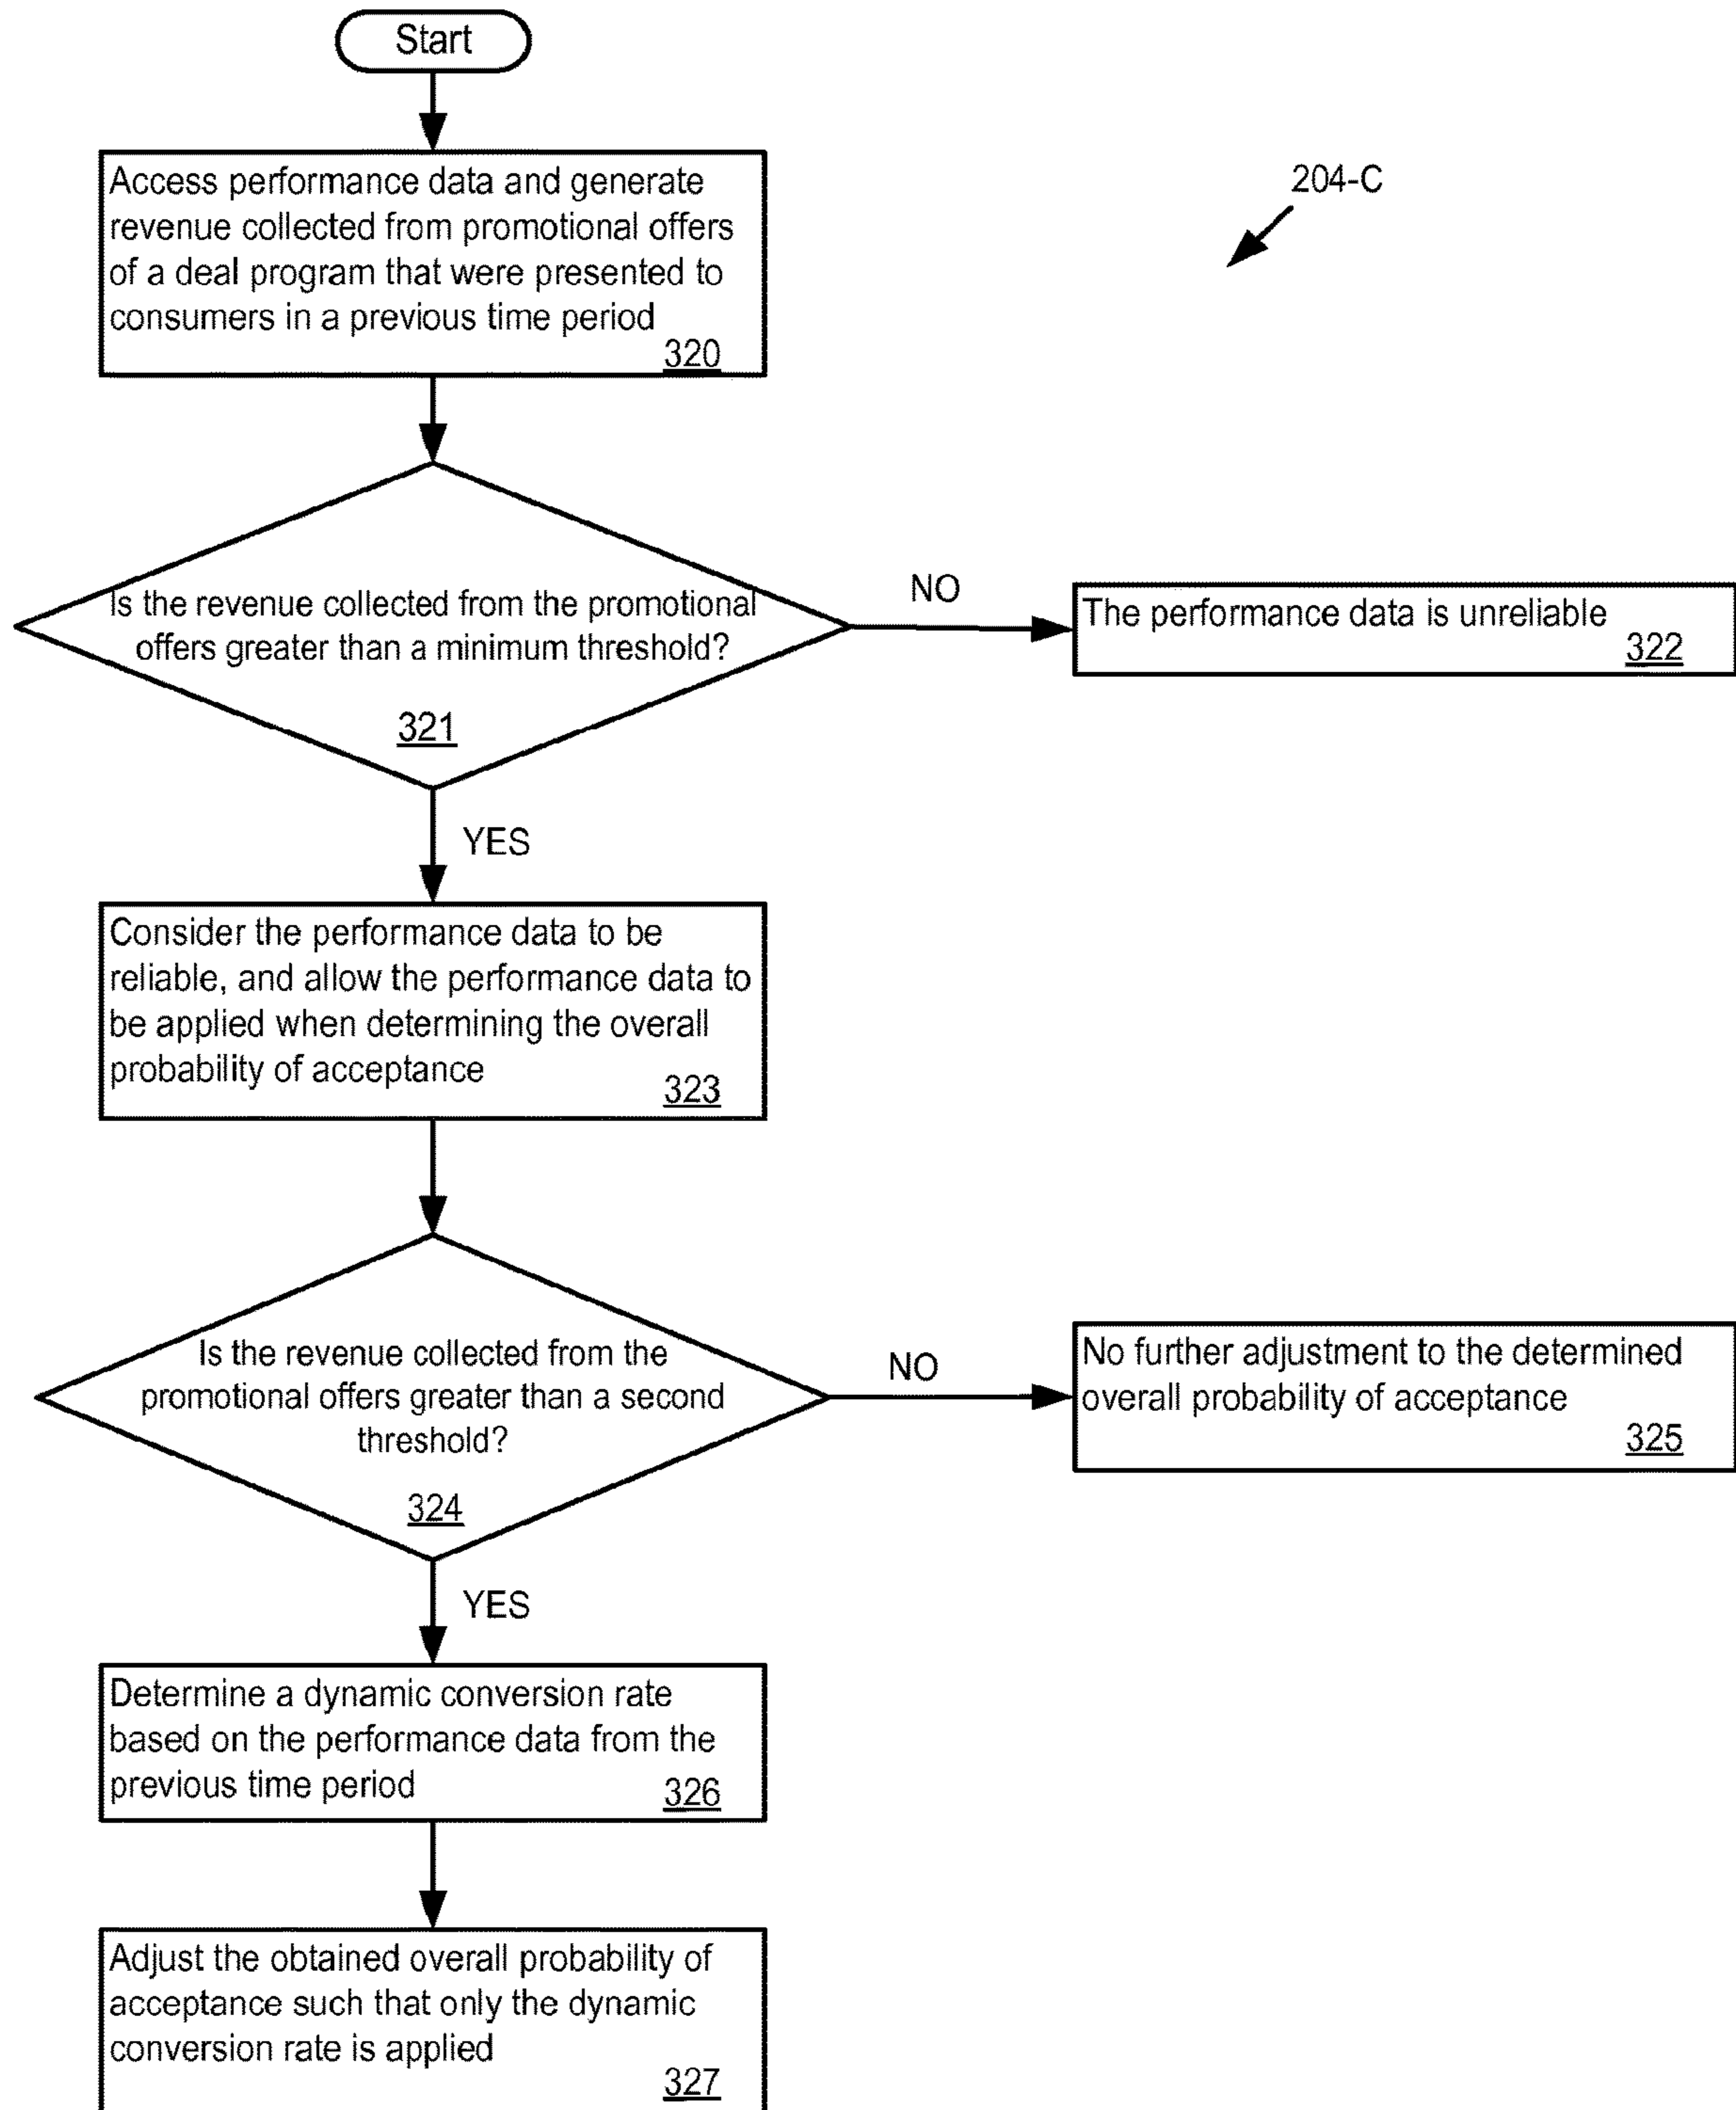 Start
204-C
Access performance data and generate
revenue collected from promotional offers
of a deal program that were presented to
consumers in a previous time period
320
Is the revenue collected from the promotional
offers greater than a minimum threshold?
321
NO
The performance data is unreliable
322
YES
Consider the performance data to be
reliable, and allow the performance data to
be applied when determining the overall
probability of acceptance
323
Is the revenue collected from the
promotional offers greater than a second
threshold?
324
NO
No further adjustment to the determined
overall probability of acceptance
325
YES
Determine a dynamic conversion rate
based on the performance data from the
previous time period
326
Adjust the obtained overall probability of
acceptance such that only the dynamic
conversion rate is applied
327